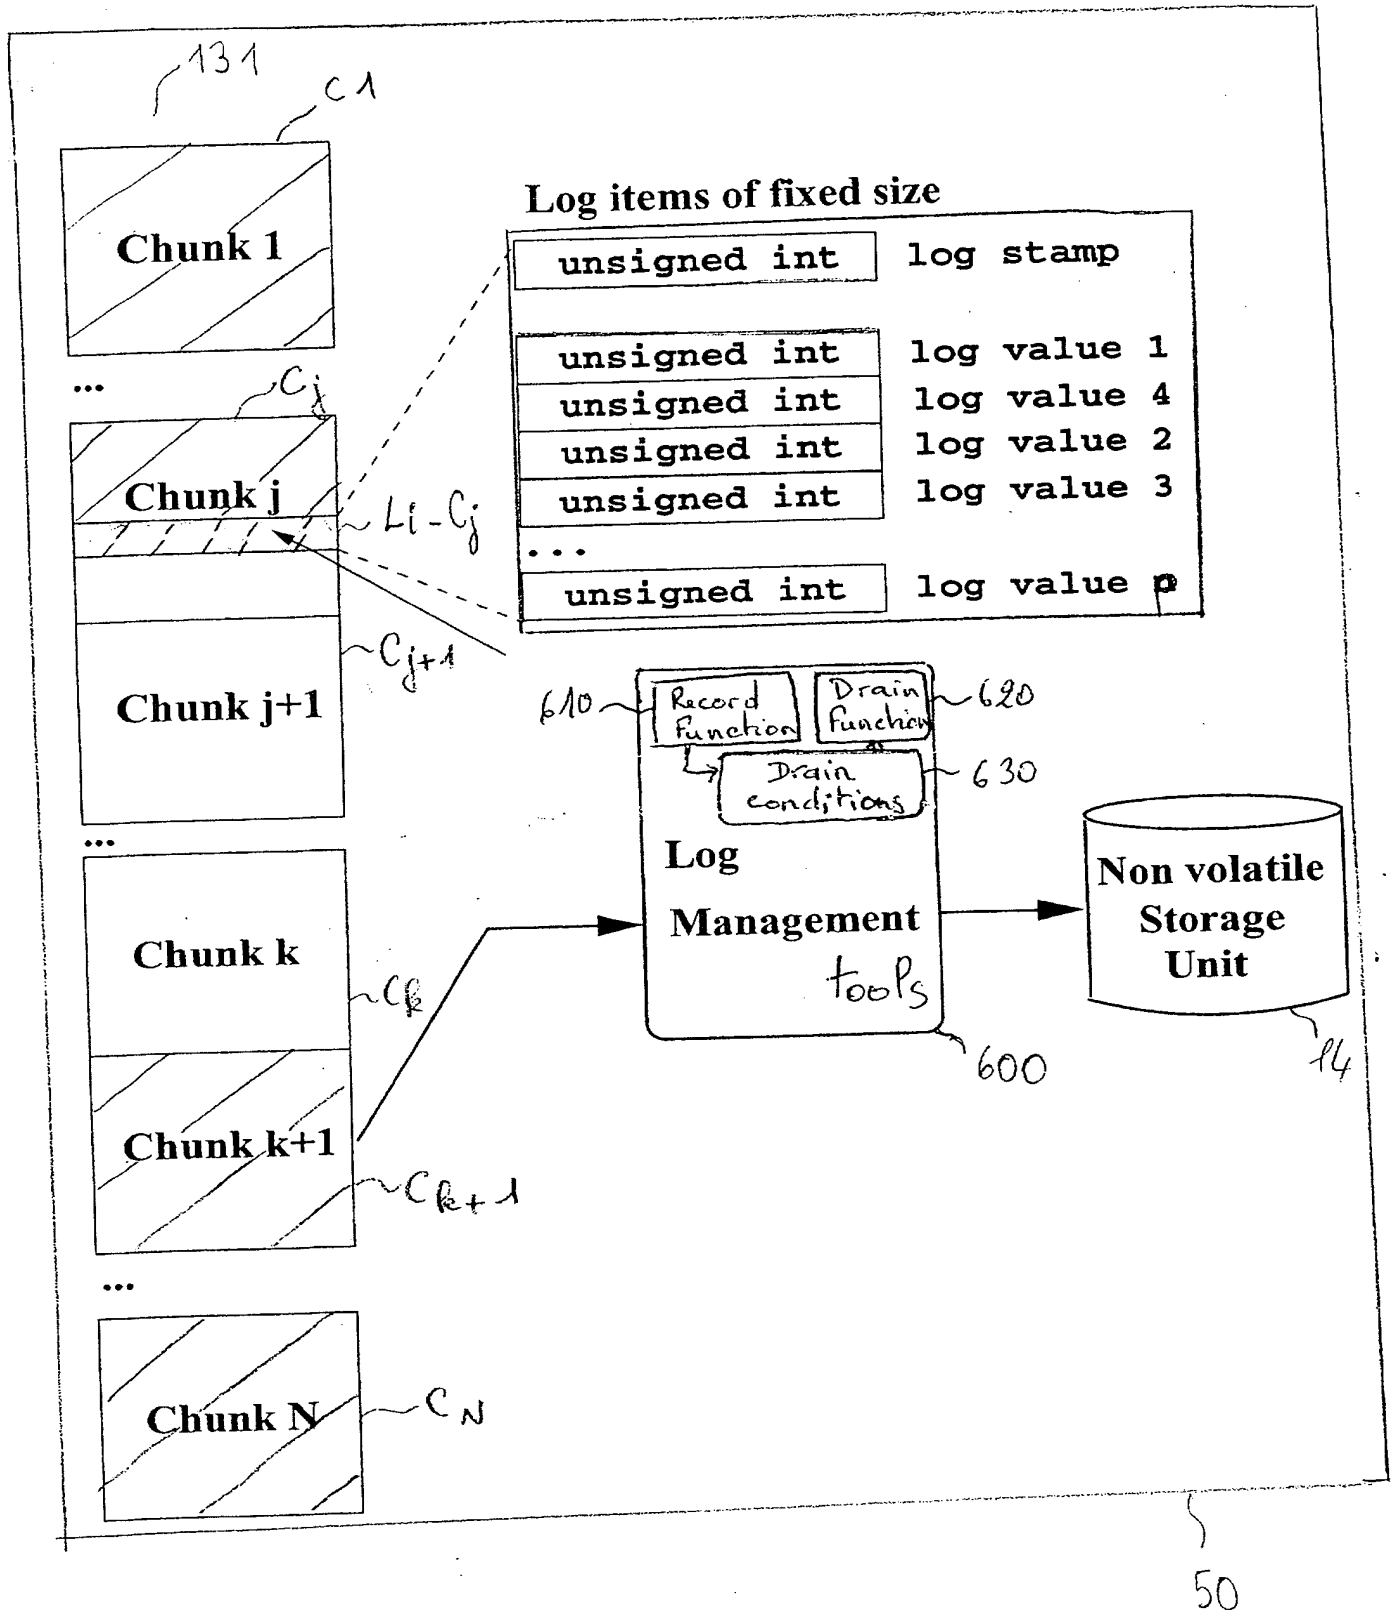 131
C1
Chunk 1
...
Cj
Chunk j
Li-Cj
Cj+1
Chunk j+1
...
Chunk k
Ck
Chunk k+1
Ck+1
...
Chunk N
CN
Log items of fixed size
unsigned int log stamp
unsigned int log value 1
unsigned int log value 4
unsigned int log value 2
unsigned int log value 3
...
unsigned int log value p
610
Record
Function
Drain
function
620
Drain
conditions
630
Log
Management
tools
600
Non volatile
Storage
Unit
14
50